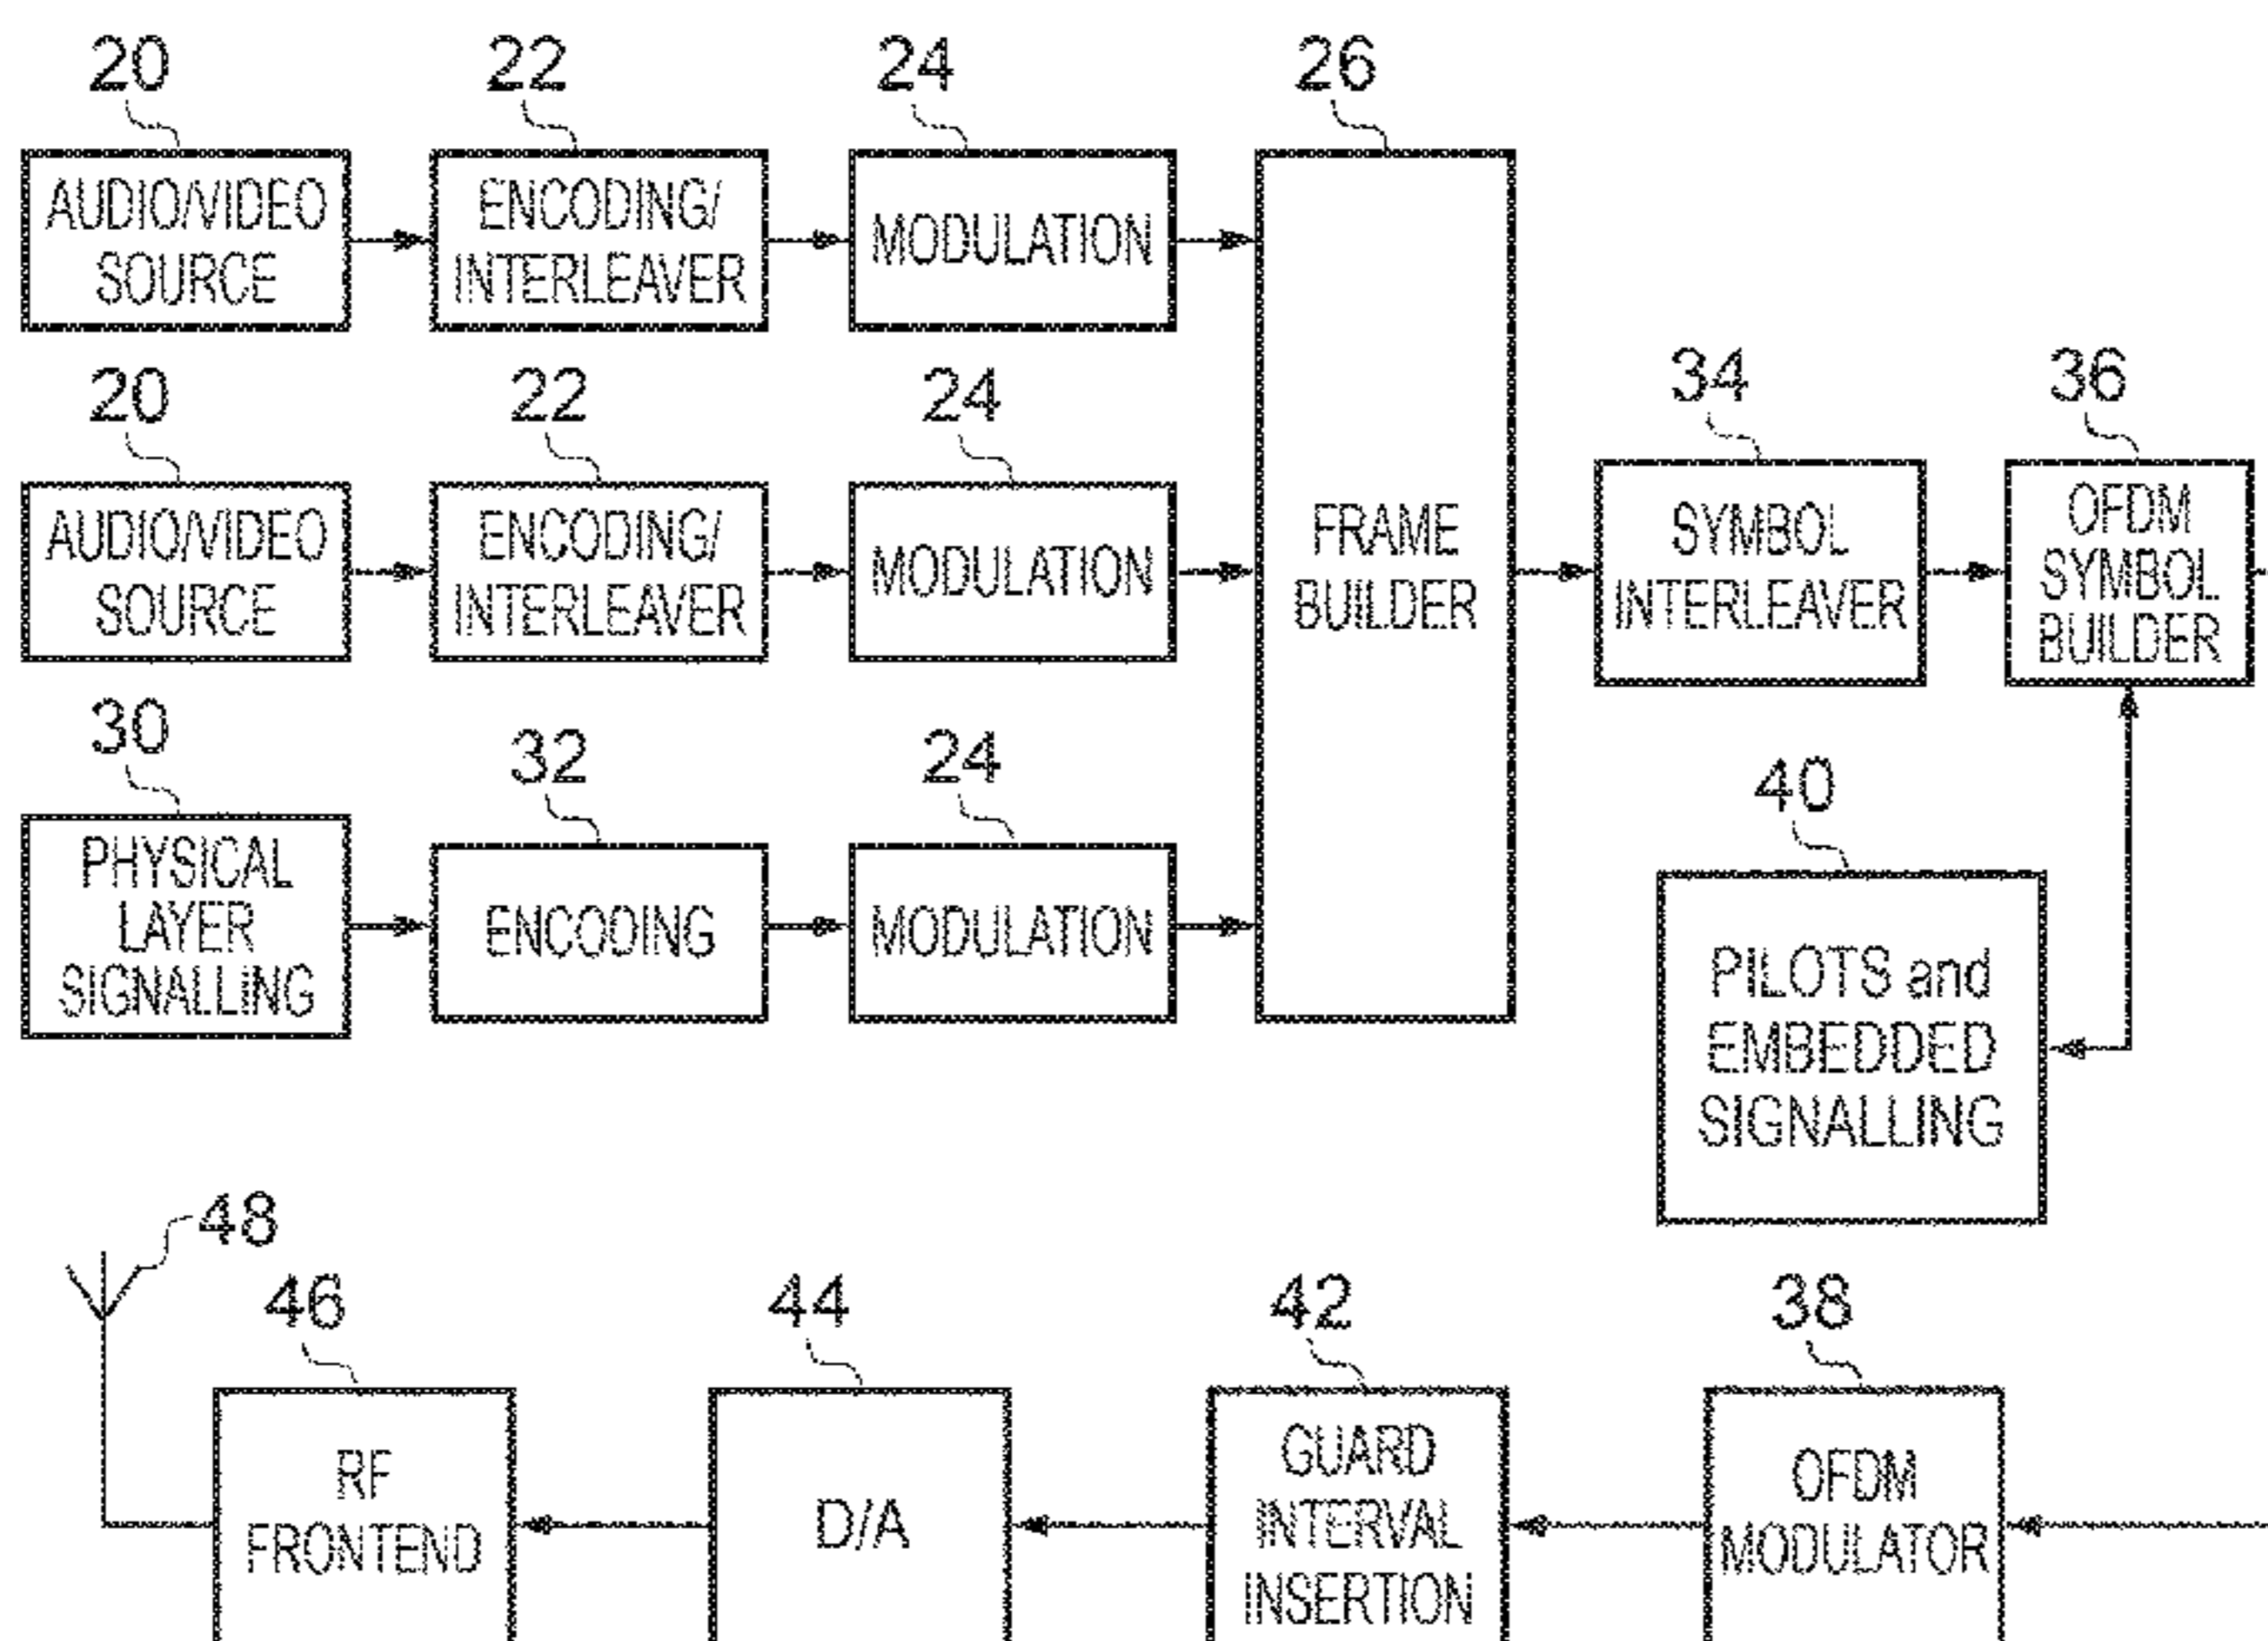 20
22
24
26
AUDIO/VIDEO
SOURCE
ENCODING/
INTERLEAVER
MODULATION
20
22
24
34
36
AUDIO/VIDEO
SOURCE
ENCODING/
INTERLEAVER
MODULATION
FRAME
BUILDER
SYMBOL
INTERLEAVER
OFDM
SYMBOL
BUILDER
30
32
24
40
PHYSICAL
LAYER
SIGNALLING
ENCODING
MODULATION
PILOTS and
EMBEDDED
SIGNALLING
48
46
44
42
38
RF
FRONTEND
D/A
GUARD
INTERVAL
INSERTION
OFDM
MODULATOR